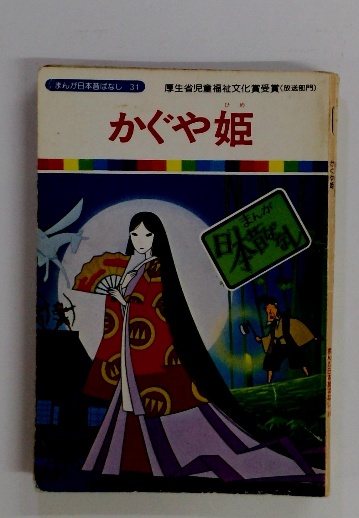 まんが日本昔ばなし 31
厚生省児童福祉文化賞受賞(放送部門)
かぐや姫
ひめ
まんが
日本昔ばなし